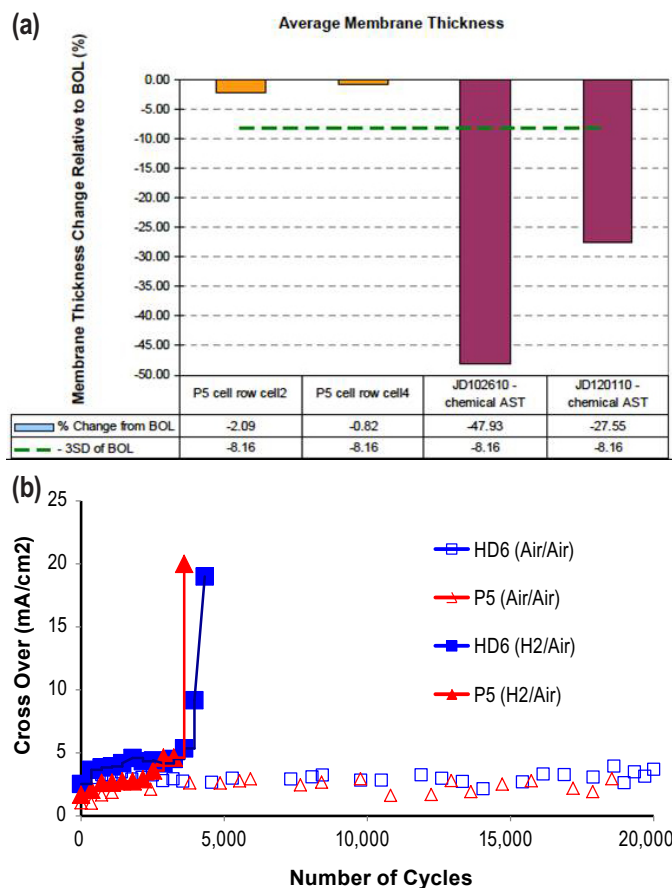 (a)
Average Membrane Thickness
Membrane Thickness Change Relative to BOL (%)
0.00
-5.00
-10.00
-15.00
-20.00
-25.00
-30.00
-35.00
-40.00
-45.00
-50.00
P5 cell row cell2 P5 cell row cell4 JD102610 - chemical AST JD120110 - chemical AST
% Change from BOL -2.09 -0.82 -47.93 -27.55
- 3SD of BOL -8.16 -8.16 -8.16 -8.16
(b)
Cross Over (mA/cm2)
25
20
15
10
5
0
HD6 (Air/Air)
P5 (Air/Air)
HD6 (H2/Air)
P5 (H2/Air)
0 5,000 10,000 15,000 20,000
Number of Cycles